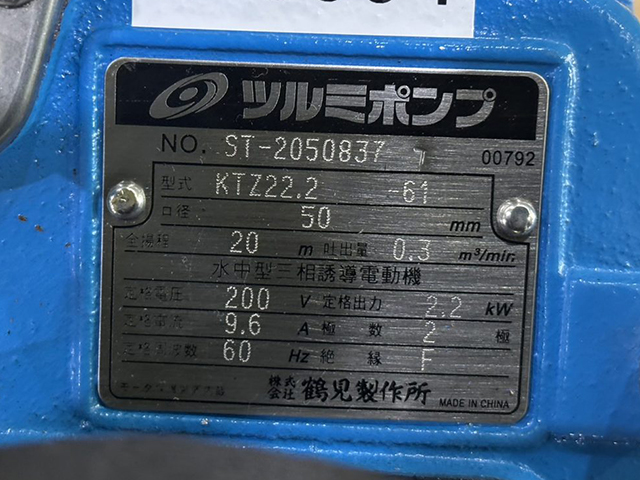 ツルミポンプ
NO. ST-2050837
00792
型式 KTZ22.2 -61
口径 50 mm
全揚程 20 m 吐出量 0.3 m³/min.
水中型三相誘導電動機
定格電圧 200 V 定格出力 2.2 kW
定格電流 9.6 A 極数 2 極
定格周波数 60 Hz 絶縁 F
株式会社 鶴見製作所
MADE IN CHINA